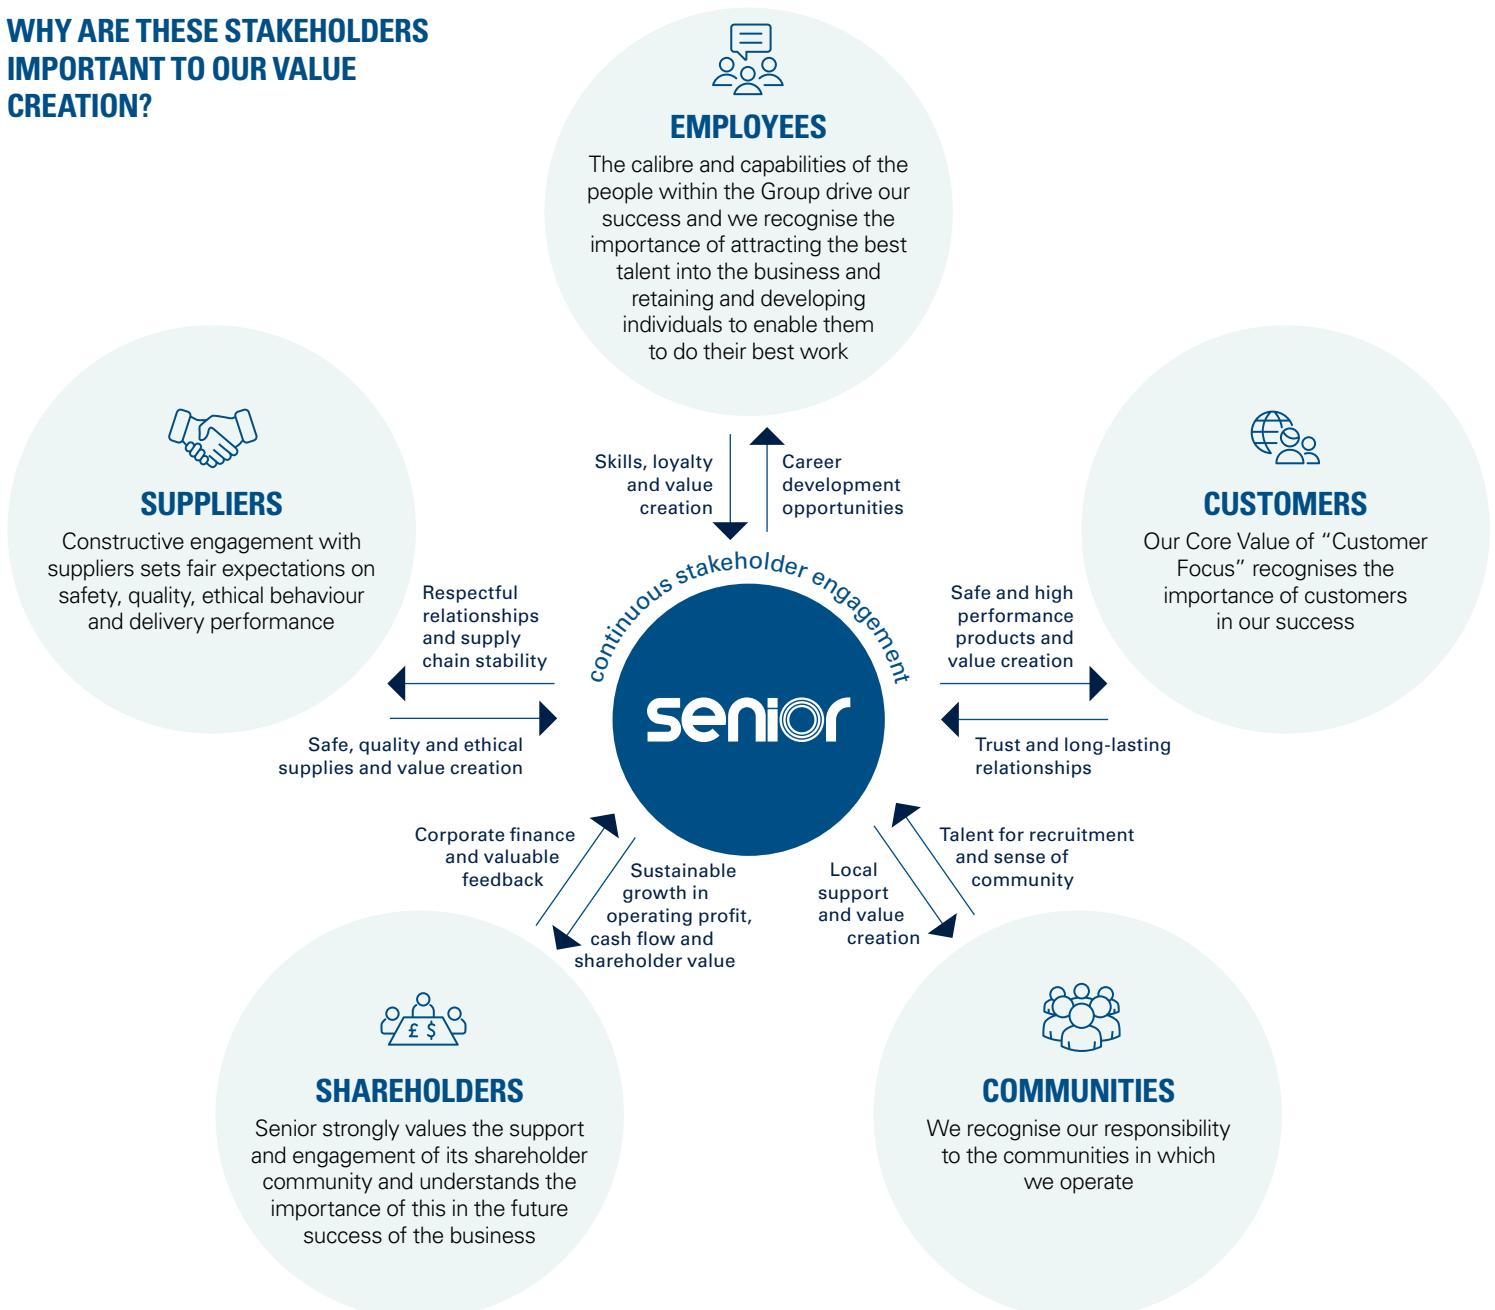 WHY ARE THESE STAKEHOLDERS
IMPORTANT TO OUR VALUE
CREATION?
EMPLOYEES
The calibre and capabilities of the
people within the Group drive our
success and we recognise the
importance of attracting the best
talent into the business and
retaining and developing
individuals to enable them
to do their best work
SUPPLIERS
Constructive engagement with
suppliers sets fair expectations on
safety, quality, ethical behaviour
and delivery performance
CUSTOMERS
Our Core Value of “Customer
Focus” recognises the
importance of customers
in our success
Skills, loyalty
and value
creation
Career
development
opportunities
continuous stakeholder engagement
senior
Respectful
relationships
and supply
chain stability
Safe, quality and ethical
supplies and value creation
Safe and high
performance
products and
value creation
Trust and long-lasting
relationships
Corporate finance
and valuable
feedback
Sustainable
growth in
operating profit,
cash flow and
shareholder value
Local
support
and value
creation
Talent for recruitment
and sense of
community
£ $
SHAREHOLDERS
Senior strongly values the support
and engagement of its shareholder
community and understands the
importance of this in the future
success of the business
COMMUNITIES
We recognise our responsibility
to the communities in which
we operate